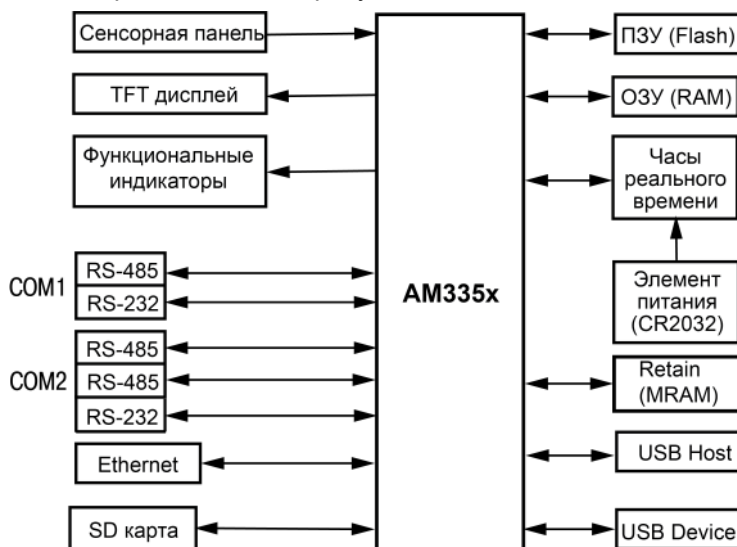 Сенсорная панель
TFT дисплей
Функциональные
индикаторы
COM1
RS-485
RS-232
COM2
RS-485
RS-485
RS-232
Ethernet
SD карта
AM335x
ПЗУ (Flash)
ОЗУ (RAM)
Часы
реального
времени
Элемент
питания
(CR2032)
Retain
(MRAM)
USB Host
USB Device